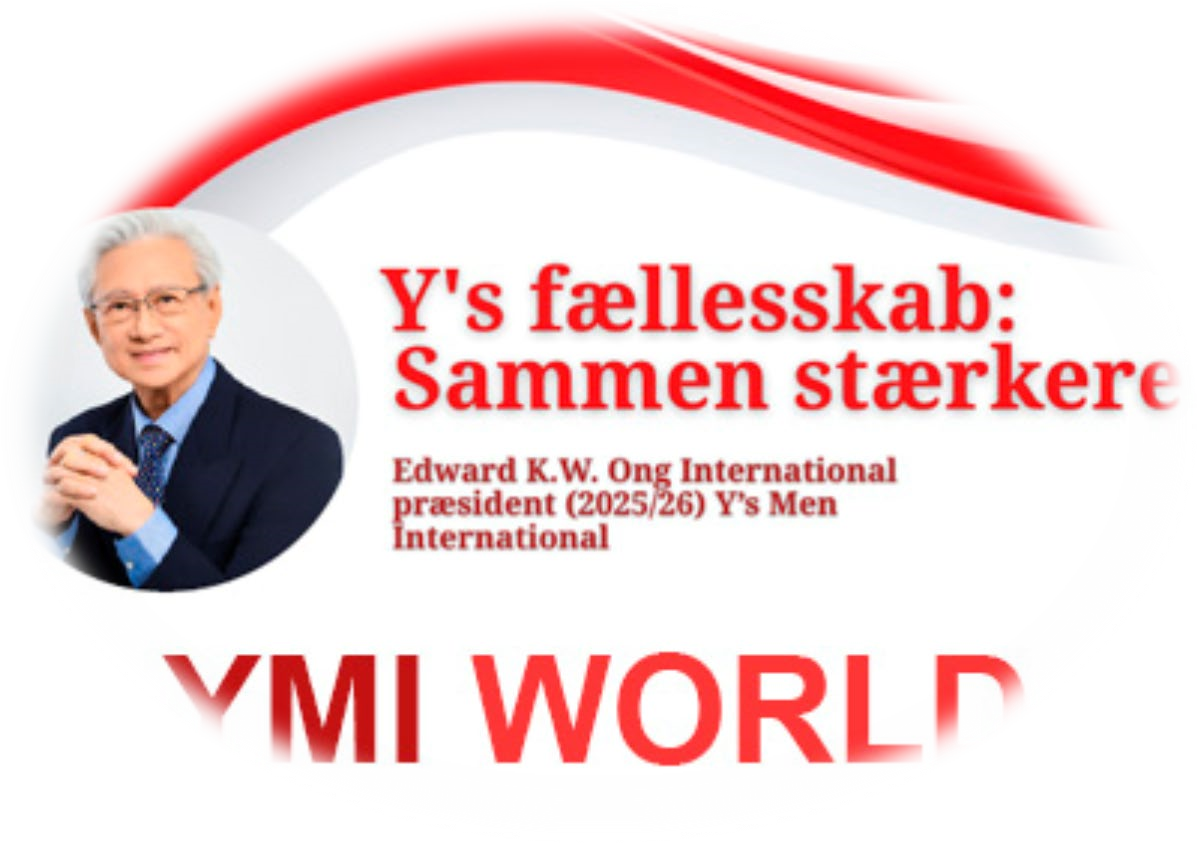 Y's fællesskab:
Sammen stærkere
Edward K.W. Ong International
præsident (2025/26) Y’s Men
International
YMI WORLD